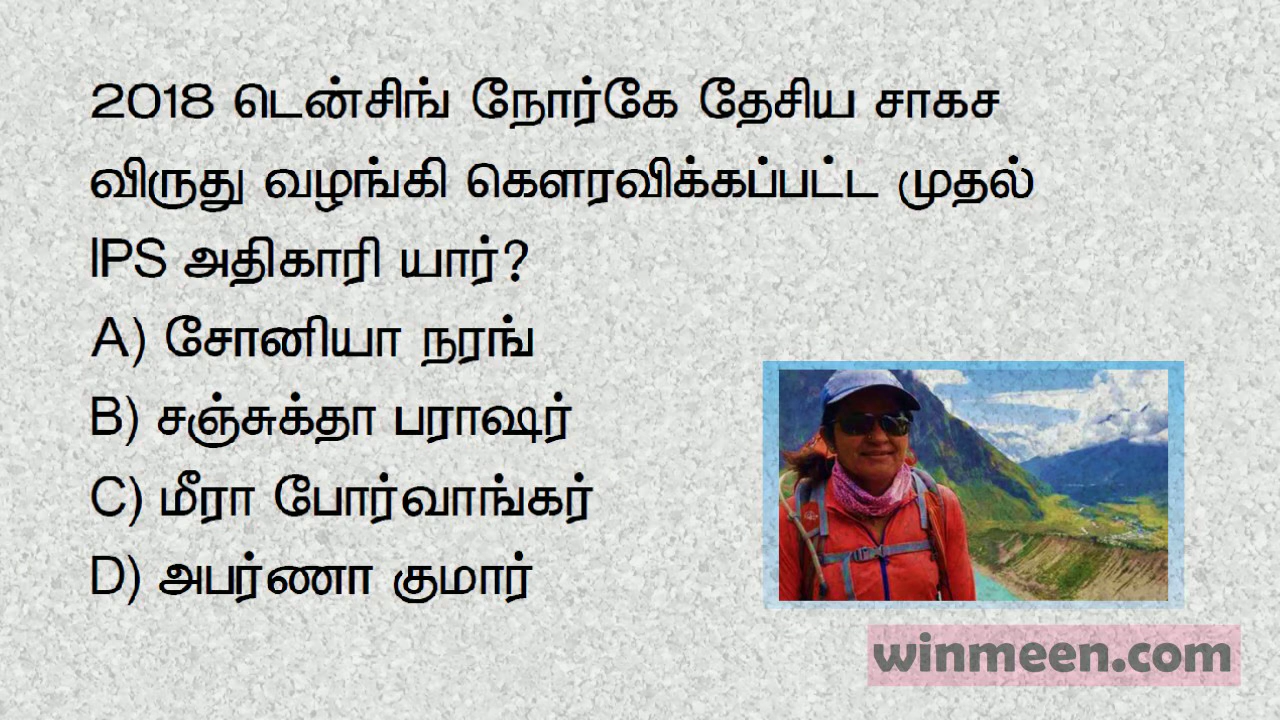 2018 டென்சிங் நோர்கே தேசிய சாகச
விருது வழங்கி கௌரவிக்கப்பட்ட முதல்
IPS அதிகாரி யார்?
A) சோனியா நரங்
B) சஞ்சுக்தா பராஷர்
C) மீரா போர்வாங்கர்
D) அபர்ணா குமார்
winmeen.com